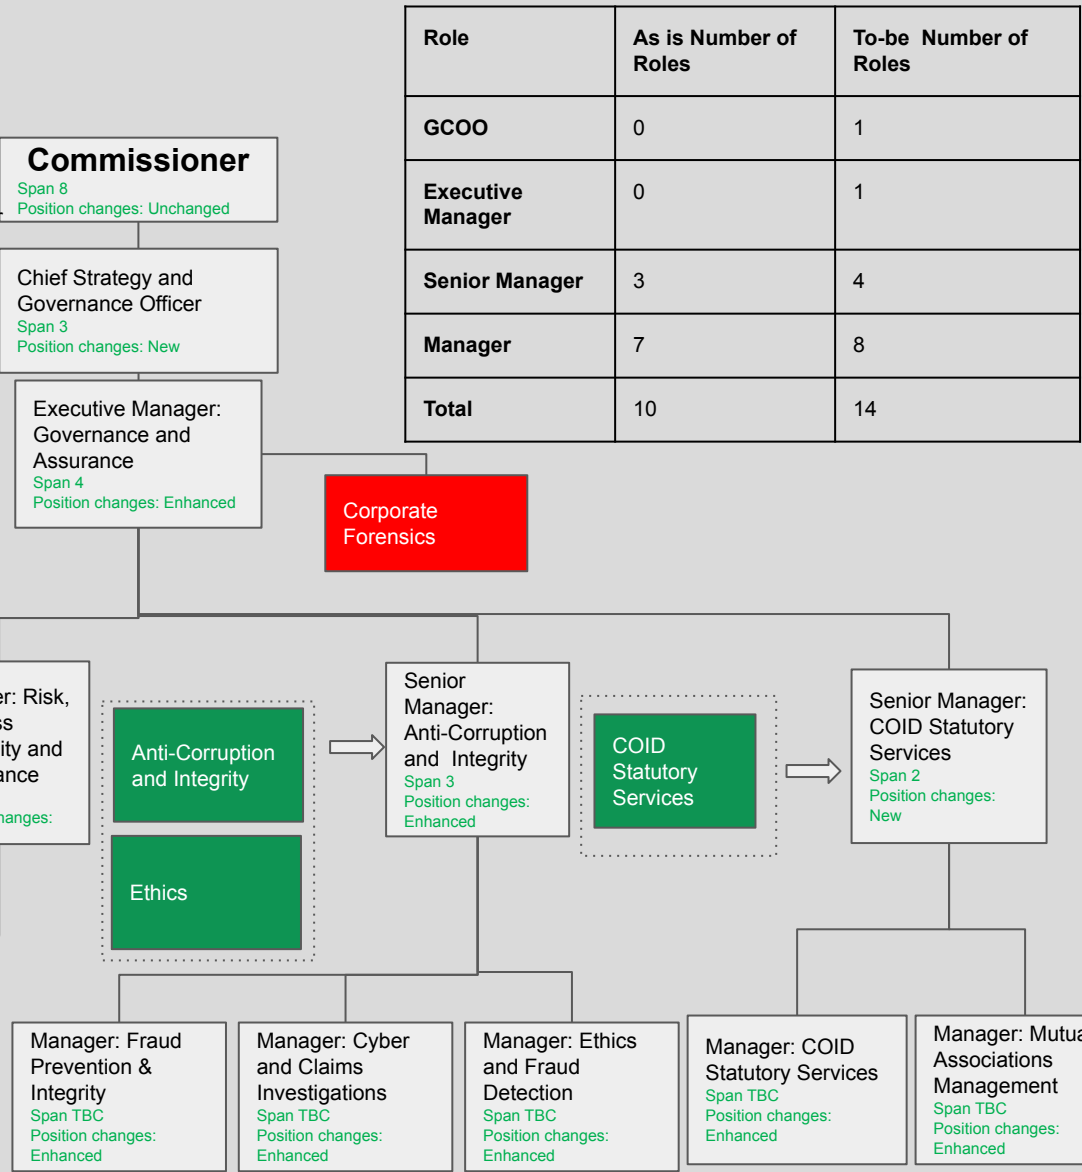 Role
As is Number of Roles
To-be Number of Roles
GCOO
0
1
Executive Manager
0
1
Senior Manager
3
4
Manager
7
8
Total
10
14
Commissioner
Span 8
Position changes: Unchanged
Chief Strategy and
Governance Officer
Span 3
Position changes: New
Executive Manager:
Governance and
Assurance
Span 4
Position changes: Enhanced
Corporate
Forensics
Risk,
and
Anti-Corruption
and Integrity
Ethics
Senior
Manager:
Anti-Corruption
and Integrity
Span 3
Position changes:
Enhanced
COID
Statutory
Services
Senior Manager:
COID Statutory
Services
Span 2
Position changes:
New
Manager: Fraud
Prevention &
Integrity
Span TBC
Position changes:
Enhanced
Manager: Cyber
and Claims
Investigations
Span TBC
Position changes:
Enhanced
Manager: Ethics
and Fraud
Detection
Span TBC
Position changes:
Enhanced
Manager: COID
Statutory Services
Span TBC
Position changes:
Enhanced
Manager:
Associations
Management
Span TBC
Position changes:
Enhanced